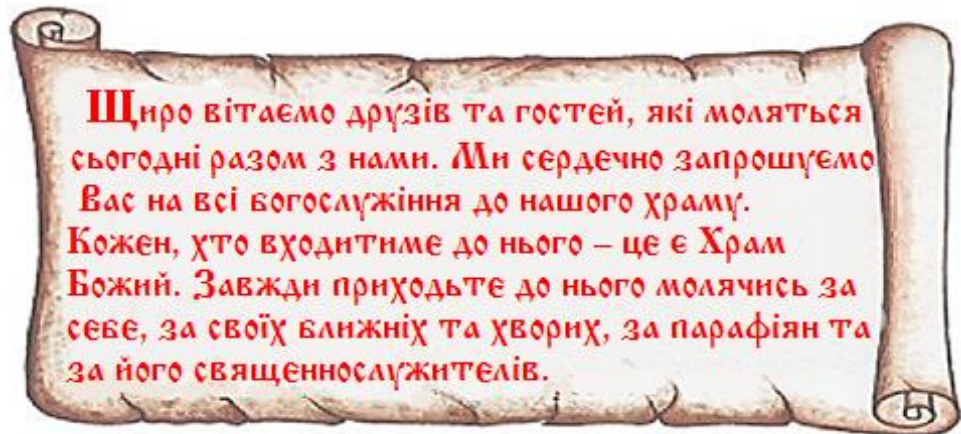 Щиро вітаємо друзів та гостей, які моляться
сьогодні разом з нами. Ми сердечно запрошуємо
Вас на всі богослужіння до нашого храму.
Кожен, хто входитиме до нього – це є Храм
Божий. Завжди приходьте до нього молячись за
себе, за своїх ближніх та хворих, за парафіян та
за його священнослужителів.